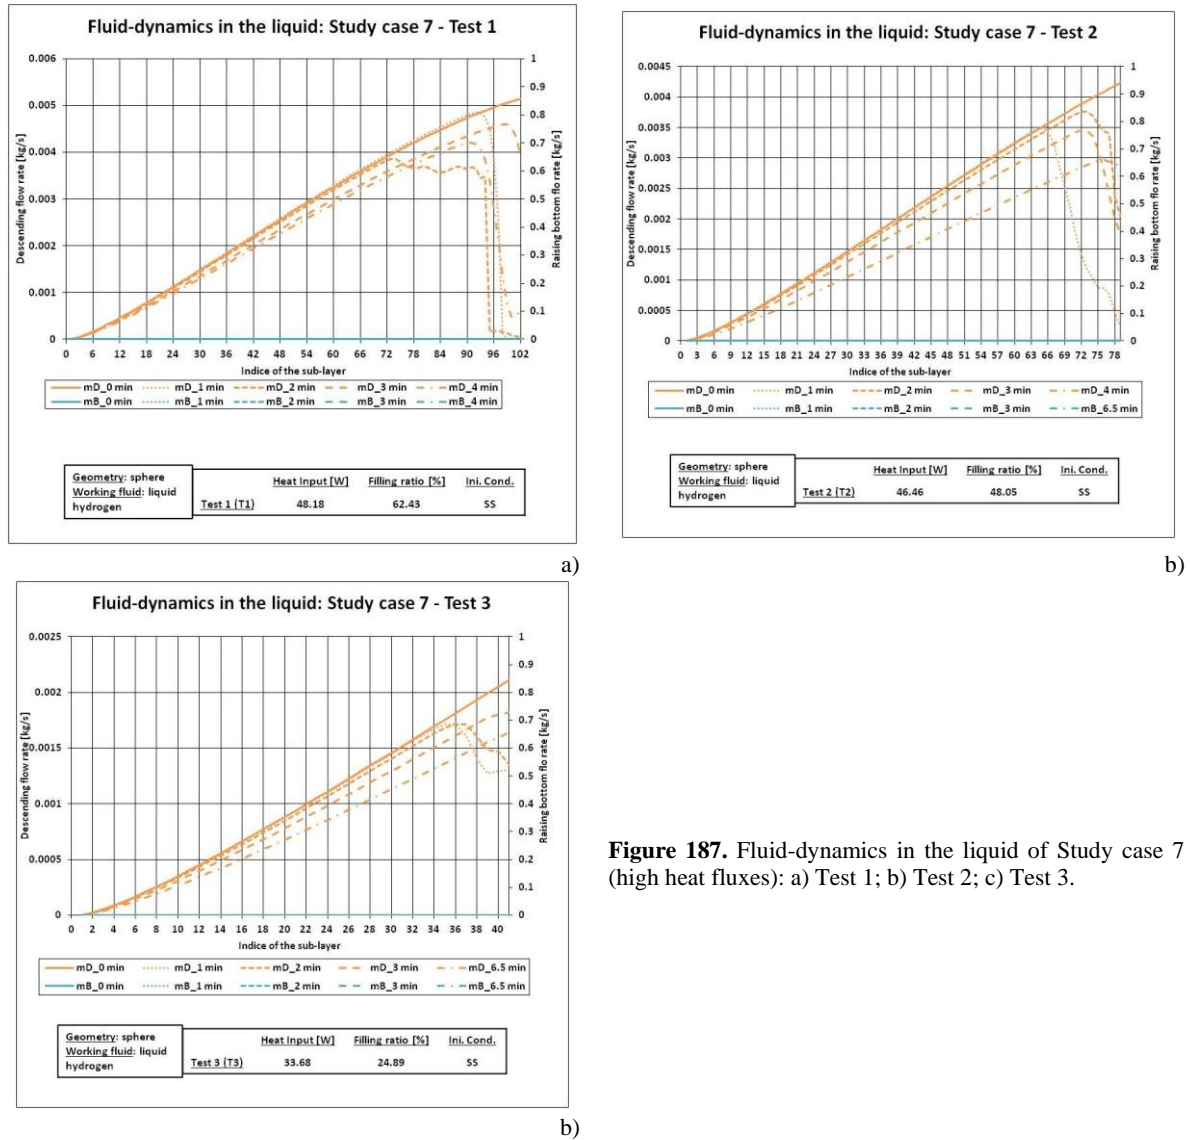 Fluid-dynamics in the liquid: Study case 7 - Test 1
0.006
0.005
0.004
0.003
0.002
0.001
0
Descending flow rate [kg/s]
1
0.9
0.8
0.7
0.6
0.5
0.4
0.3
0.2
0.1
0
Raising bottom flo rate [kg/s]
0 6 12 18 24 30 36 42 48 54 60 66 72 78 84 90 96 102
Indice of the sub-layer
mD_0 min mD_1 min mD_2 min mD_3 min mD_4 min
mB_0 min mB_1 min mB_2 min mB_3 min mB_4 min
Geometry: sphere
Working fluid: liquid
hydrogen
Heat Input [W] Filling ratio [%] Ini. Cond.
Test 1 (T1) 48.18 62.43 SS
a)
Fluid-dynamics in the liquid: Study case 7 - Test 2
0.0045
0.004
0.0035
0.003
0.0025
0.002
0.0015
0.001
0.0005
0
Descending flow rate [kg/s]
1
0.9
0.8
0.7
0.6
0.5
0.4
0.3
0.2
0.1
0
Raising bottom flo rate [kg/s]
0 3 6 9 12 15 18 21 24 27 30 33 36 39 42 45 48 51 54 57 60 63 66 69 72 75 78
Indice of the sub-layer
mD_0 min mD_1 min mD_2 min mD_3 min mD_4 min
mB_0 min mB_1 min mB_2 min mB_3 min mB_6.5 min
Geometry: sphere
Working fluid: liquid
hydrogen
Heat Input [W] Filling ratio [%] Ini. Cond.
Test 2 (T2) 46.46 48.05 SS
b)
Fluid-dynamics in the liquid: Study case 7 - Test 3
0.0025
0.002
0.0015
0.001
0.0005
0
Descending flow rate [kg/s]
1
0.9
0.8
0.7
0.6
0.5
0.4
0.3
0.2
0.1
0
Raising bottom flo rate [kg/s]
0 2 4 6 8 10 12 14 16 18 20 22 24 26 28 30 32 34 36 38 40
Indice of the sub-layer
mD_0 min mD_1 min mD_2 min mD_3 min mD_6.5 min
mB_0 min mB_1 min mB_2 min mB_3 min mB_6.5 min
Geometry: sphere
Working fluid: liquid
hydrogen
Heat Input [W] Filling ratio [%] Ini. Cond.
Test 3 (T3) 33.68 24.89 SS
b)
Figure 187. Fluid-dynamics in the liquid of Study case 7
(high heat fluxes): a) Test 1; b) Test 2; c) Test 3.